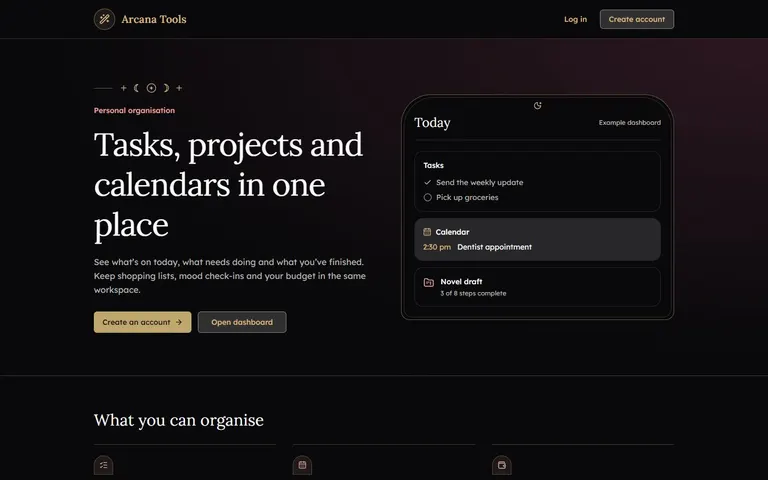 Arcana Tools
Log in
Create account
Personal organisation
Tasks, projects and
calendars in one
place
See what's on today, what needs doing and what you've finished.
Keep shopping lists, mood check-ins and your budget in the same
workspace.
Create an account →
Open dashboard
Today
Example dashboard
Tasks
Send the weekly update
Pick up groceries
Calendar
2:30 pm Dentist appointment
Novel draft
3 of 8 steps complete
What you can organise